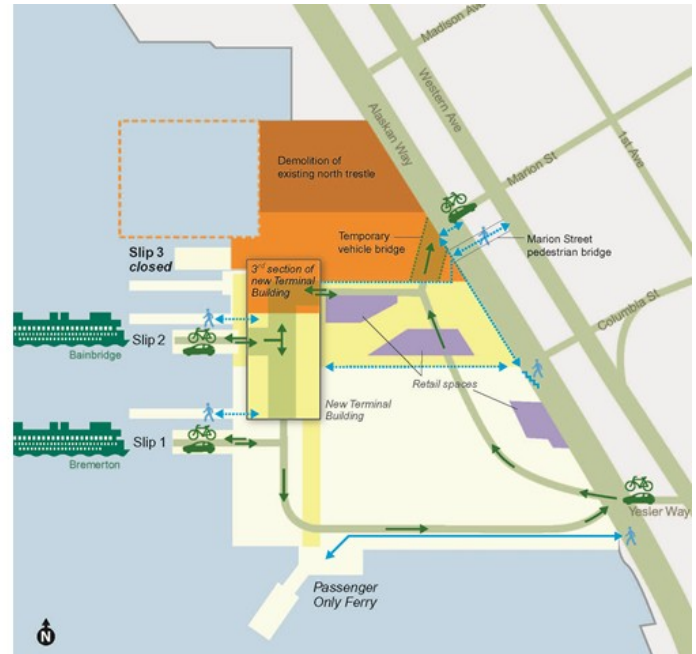 Madison Ave
Western Ave
Alaskan Way
1st Ave
Marion St
Columbia St
Demolition of
existing north trestle
Temporary
vehicle bridge
Marion Street
pedestrian bridge
Slip 3
closed
3rd section of
new Terminal
Building
Slip 2
Bainbridge
Retail spaces
New Terminal
Building
Slip 1
Bremerton
Yesler Way
Passenger
Only Ferry
N